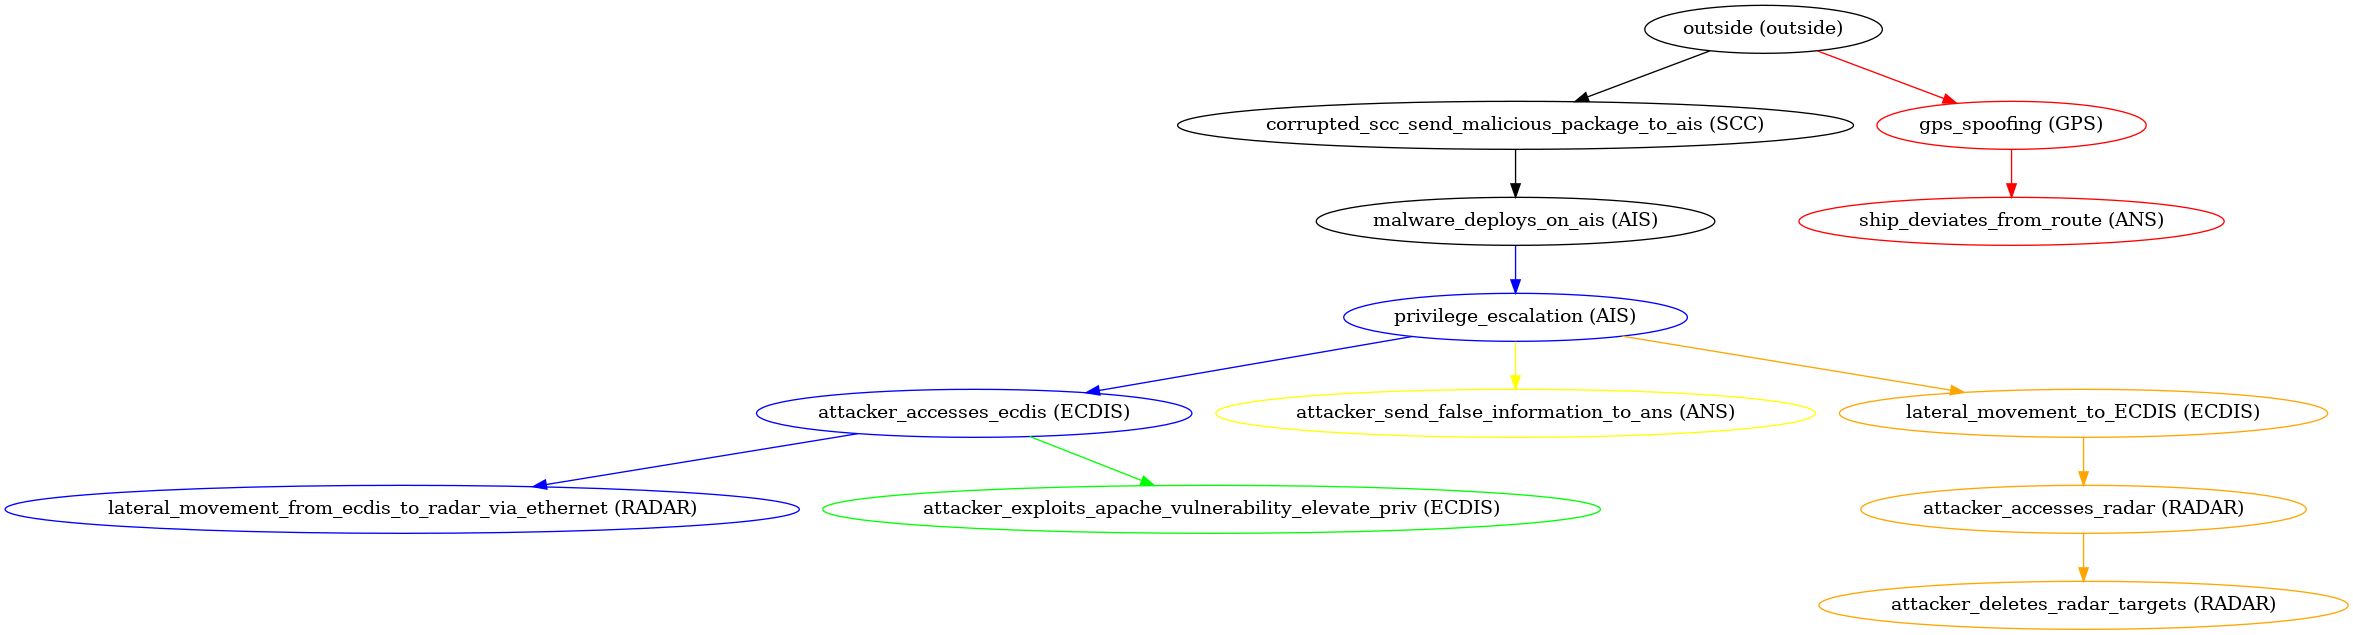 outside (outside)
corrupted_scc_send_malicious_package_to_ais (SCC)
gps_spoofing (GPS)
malware_deploys_on_ais (AIS)
ship_deviates_from_route (ANS)
privilege_escalation (AIS)
attacker_accesses_ecdis (ECDIS)
attacker_send_false_information_to_ans (ANS)
lateral_movement_to_ECDIS (ECDIS)
lateral_movement_from_ecdis_to_radar_via_ethernet (RADAR)
attacker_exploits_apache_vulnerability_elevate_priv (ECDIS)
attacker_accesses_radar (RADAR)
attacker_deletes_radar_targets (RADAR)